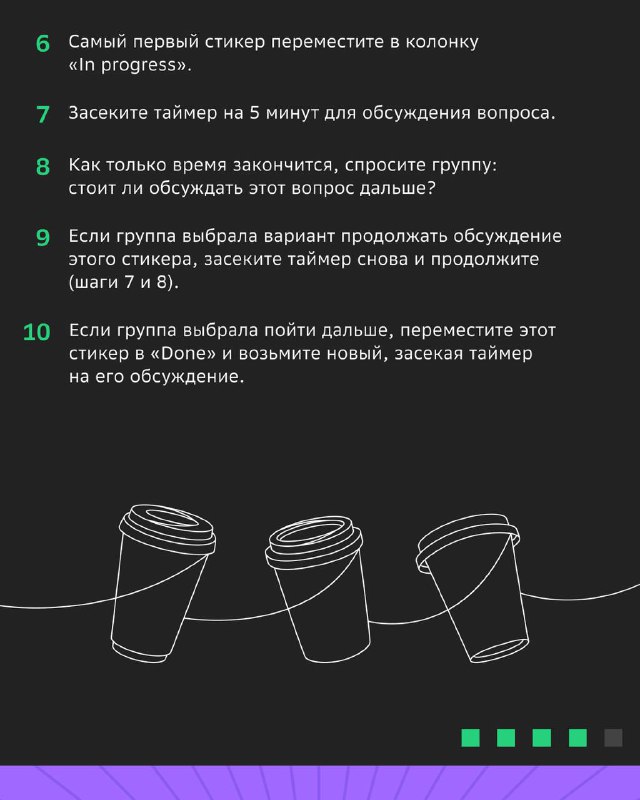 6 Самый первый стикер переместите в колонку
«In progress».
7 Засеките таймер на 5 минут для обсуждения вопроса.
8 Как только время закончится, спросите группу:
стоит ли обсуждать этот вопрос дальше?
9 Если группа выбрала вариант продолжать обсуждение
этого стикера, засеките таймер снова и продолжите
(шаги 7 и 8).
10 Если группа выбрала пойти дальше, переместите этот
стикер в «Done» и возьмите новый, засекая таймер
на его обсуждение.